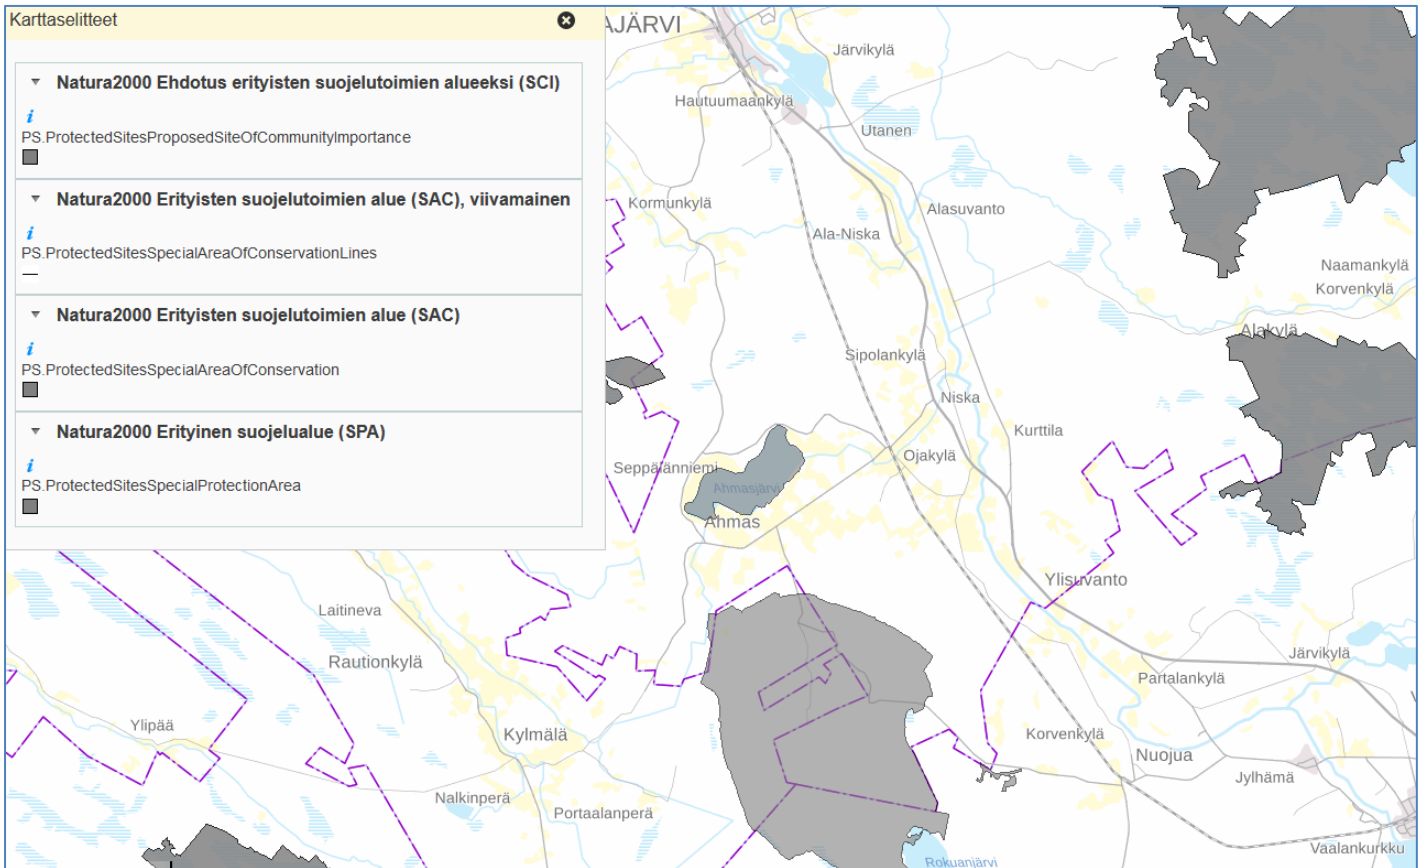 Karttaselitteet
Natura2000 Ehdotus erityisten suojelutoimien alueeksi (SCI)
i
PS.ProtectedSitesProposedSiteOfCommunityImportance
Natura2000 Erityisten suojelutoimien alue (SAC), viivamainen
i
PS.ProtectedSitesSpecialAreaOfConservationLines
Natura2000 Erityisten suojelutoimien alue (SAC)
i
PS.ProtectedSitesSpecialAreaOfConservation
Natura2000 Erityinen suojelualue (SPA)
i
PS.ProtectedSitesSpecialProtectionArea
AJÄRVI
Järvikylä
Hautuumaankylä
Utanen
Kormunkylä
Alasuvanto
Ala-Niska
Naamankylä
Korvenkylä
Alakylä
Sipolankylä
Niska
Kurttila
Ojakylä
Seppälänniemi
Ahmasjärvi
Ahmas
Ylisuvanto
Laitineva
Rautionkylä
Järvikylä
Partalankylä
Ylipää
Kylmälä
Korvenkylä
Nuojua
Jylhämä
Nalkinperä
Portaalanperä
Vaalankurkku
Rokuanjärvi